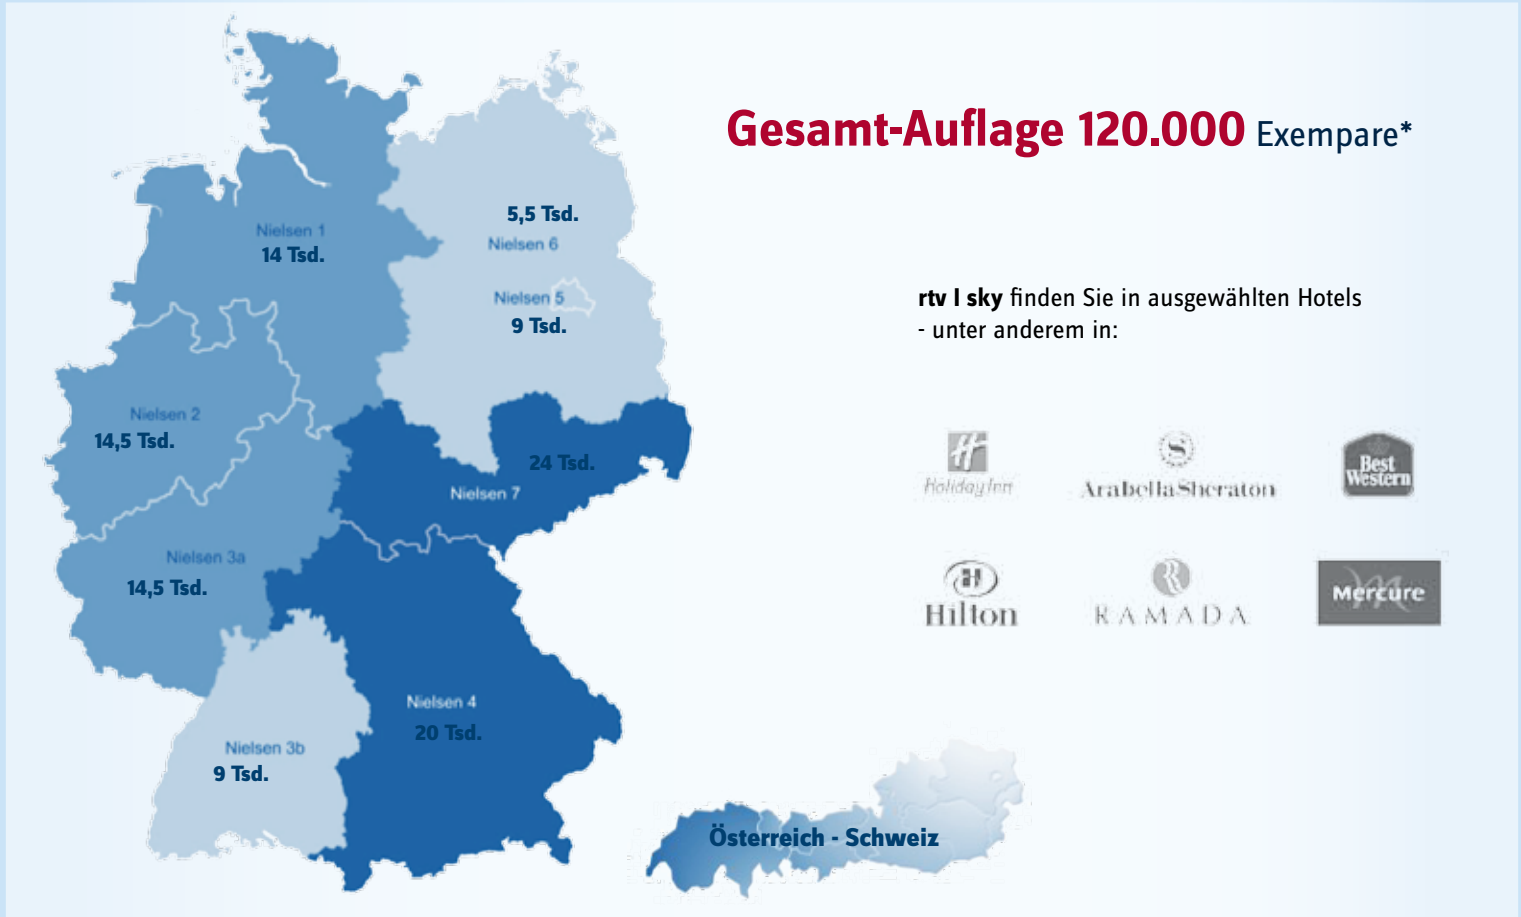 Gesamt-Auflage 120.000 Exempare*
5,5 Tsd.
Nielsen 6
Nielsen 1
14 Tsd.
Nielsen 5
9 Tsd.
rtv I sky finden Sie in ausgewählten Hotels
- unter anderem in:
Nielsen 2
14,5 Tsd.
24 Tsd.
Nielsen 7
Holiday Inn
ArabellaSheraton
Best
Western
Nielsen 3a
14,5 Tsd.
Hilton
RAMADA
Mercure
Nielsen 4
20 Tsd.
Nielsen 3b
9 Tsd.
Österreich - Schweiz